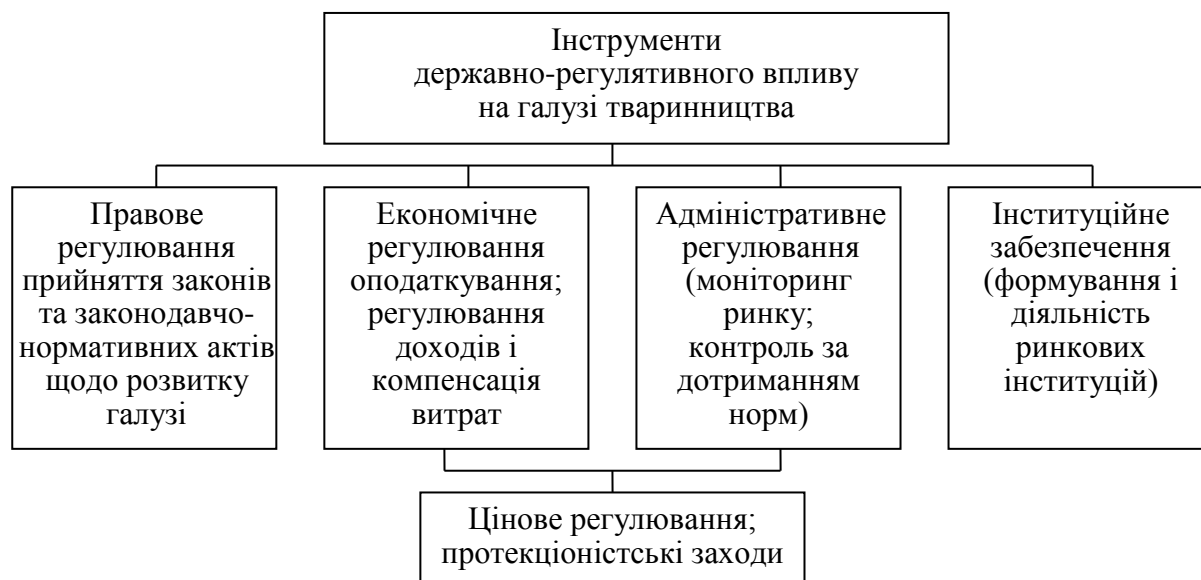 Інструменти
державно-регулятивного впливу
на галузі тваринництва
Правове
регулювання
прийняття законів
та законодавчо-
нормативних актів
щодо розвитку
галузі
Економічне
регулювання
оподаткування;
регулювання
доходів і
компенсація
витрат
Адміністративне
регулювання
(моніторинг
ринку;
контроль за
дотриманням
норм)
Інституційне
забезпечення
(формування і
діяльність
ринкових
інституцій)
Цінове регулювання;
протекціоністські заходи